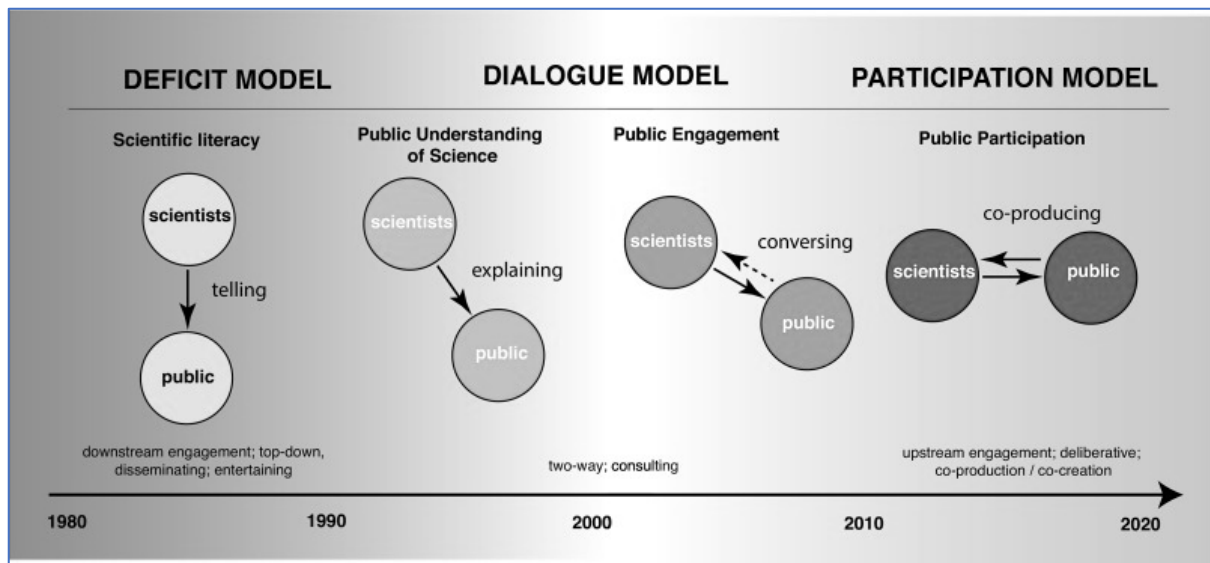 DEFICIT MODEL
DIALOGUE MODEL
PARTICIPATION MODEL
Scientific literacy
scientists
telling
public
downstream engagement; top-down,
disseminating; entertaining
Public Understanding
of Science
scientists
explaining
public
two-way; consulting
Public Engagement
scientists
conversing
public
Public Participation
co-producing
scientists
public
upstream engagement; deliberative;
co-production / co-creation
1980
1990
2000
2010
2020